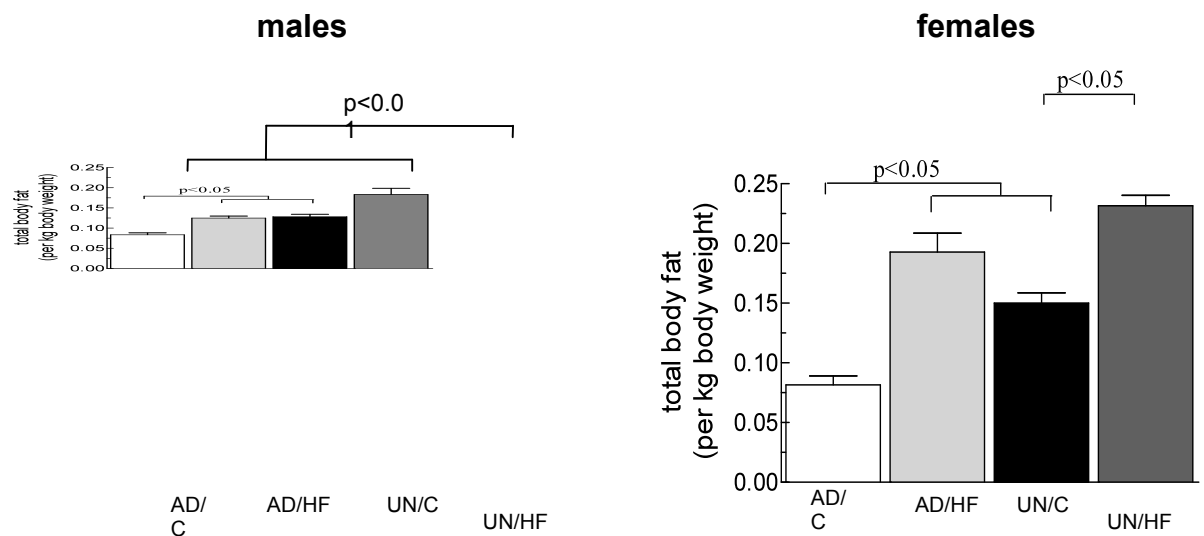 males
p<0.0
1
total body fat
(per kg body weight)
0.25
0.20
0.15
0.10
0.05
0.00
p<0.05
AD/
C
AD/HF
UN/C
UN/HF
females
p<0.05
p<0.05
total body fat
(per kg body weight)
0.25
0.20
0.15
0.10
0.05
0.00
AD/
C
AD/HF
UN/C
UN/HF